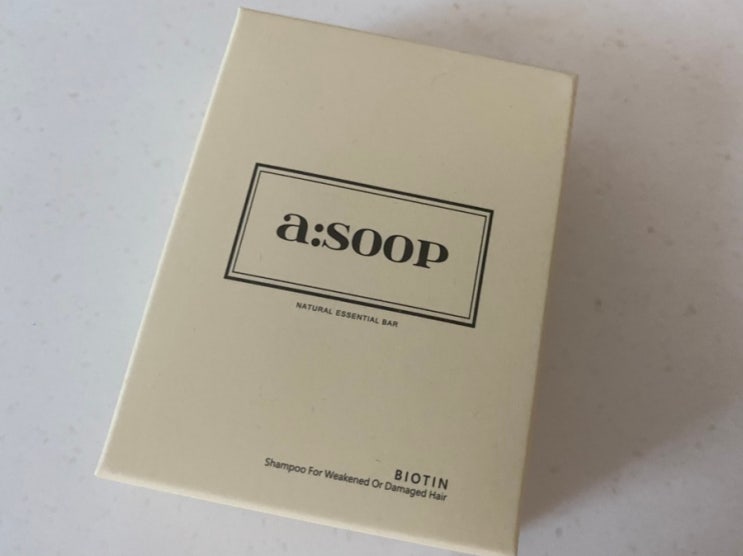 a:SOOP
NATURAL ESSENTIAL BAR
BIOTIN
Shampoo For Weakened Or Damaged Hair